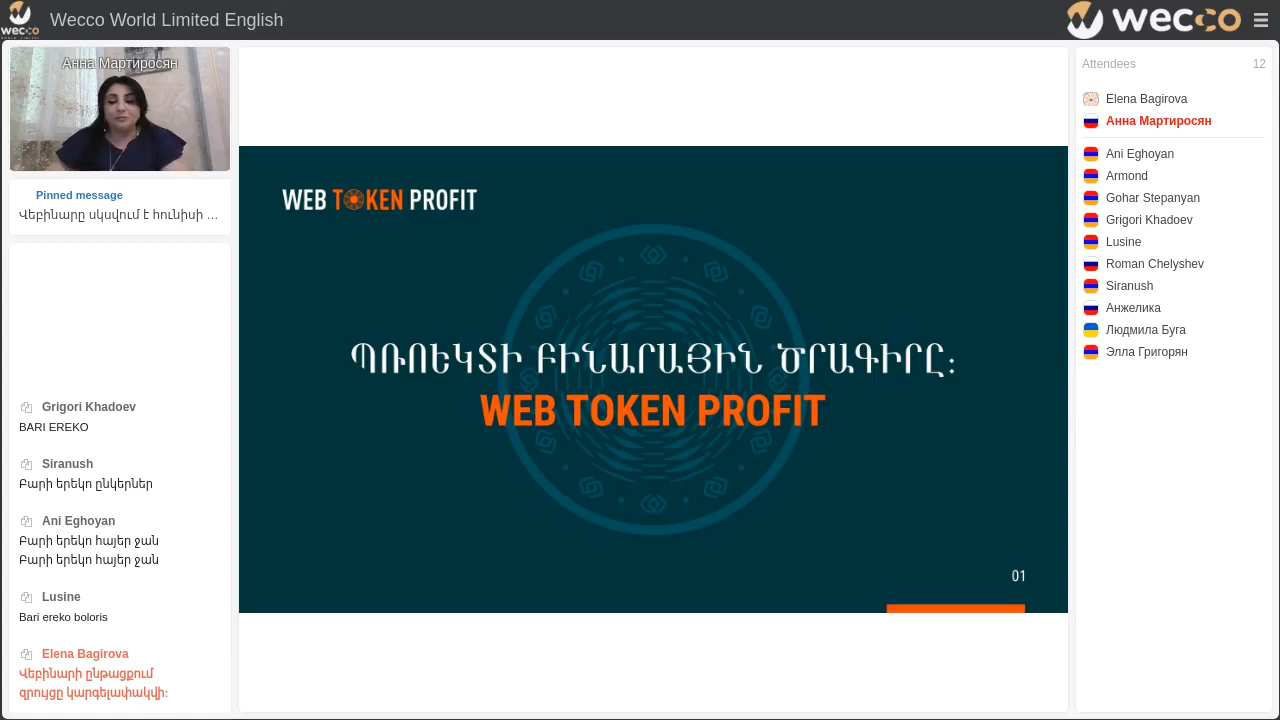 wecco
Wecco World Limited English
wecco
Анна Мартиросян
Pinned message
Վեբինարը սկսվում է հունիսի ...
Grigori Khadoev
BARI EREKO
Siranush
Բարի երեկո ընկերներ
Ani Eghoyan
Բարի երեկո հայեր ջան
Բարի երեկո հայեր ջան
Lusine
Bari ereko boloris
Elena Bagirova
Վեբինարի ընթացքում
զրույցը կարգելափակվի:
WEB TOKEN PROFIT
ՊՌՈԵԿՏԻ ԲԻՆԱՐԱՅԻՆ ԾՐԱԳԻՐԸ:
WEB TOKEN PROFIT
01
Attendees 12
Elena Bagirova
Анна Мартиросян
Ani Eghoyan
Armond
Gohar Stepanyan
Grigori Khadoev
Lusine
Roman Chelyshev
Siranush
Анжелика
Людмила Буга
Элла Григорян